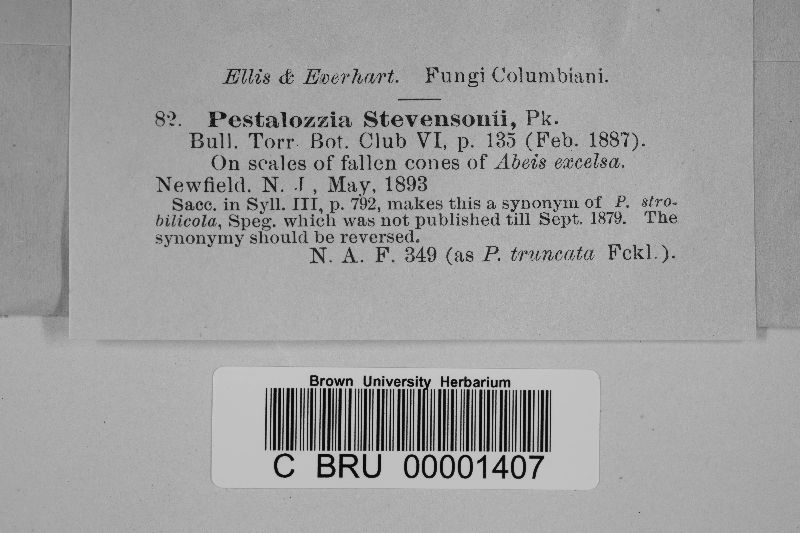 Ellis & Everhart. Fungi Columbiani.
82. Pestalozzia Stevensonii, Pk.
Bull. Torr. Bot. Club VI, p. 135 (Feb. 1887).
On scales of fallen cones of Abeis excelsa.
Newfield. N. J , May, 1893
Sacc. in Syll. III, p. 792, makes this a synonym of P. stro-
bilicola, Speg. which was not published till Sept. 1879. The
synonymy should be reversed.
N. A. F. 349 (as P. truncata Fckl.).
Brown University Herbarium
C BRU 00001407